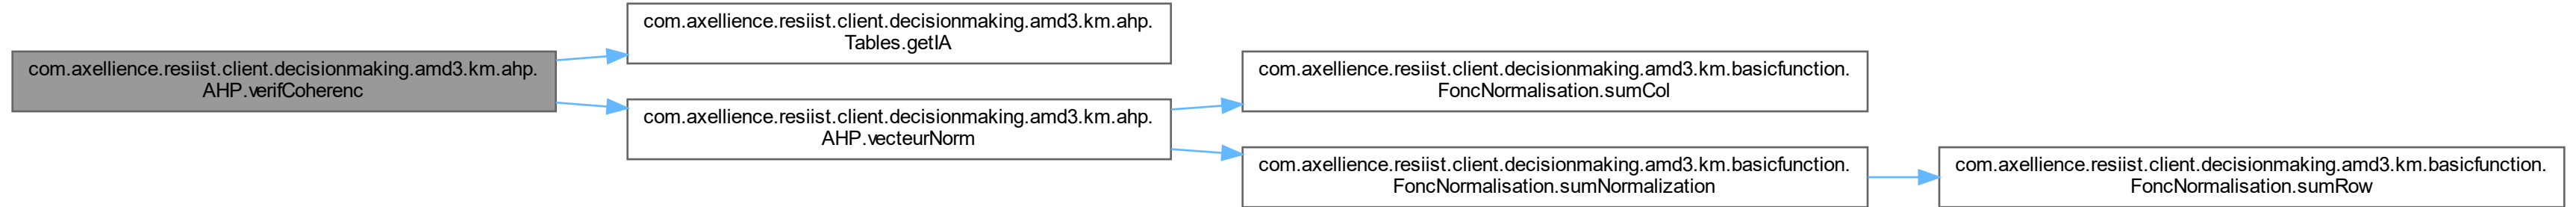 com.axellience.resiist.client.decisionmaking.amd3.km.ahp.
AHP.verifCoherenc
com.axellience.resiist.client.decisionmaking.amd3.km.ahp.
Tables.getIA
com.axellience.resiist.client.decisionmaking.amd3.km.ahp.
AHP.vecteurNorm
com.axellience.resiist.client.decisionmaking.amd3.km.basicfunction.
FoncNormalisation.sumCol
com.axellience.resiist.client.decisionmaking.amd3.km.basicfunction.
FoncNormalisation.sumNormalization
com.axellience.resiist.client.decisionmaking.amd3.km.basicfunction.
FoncNormalisation.sumRow